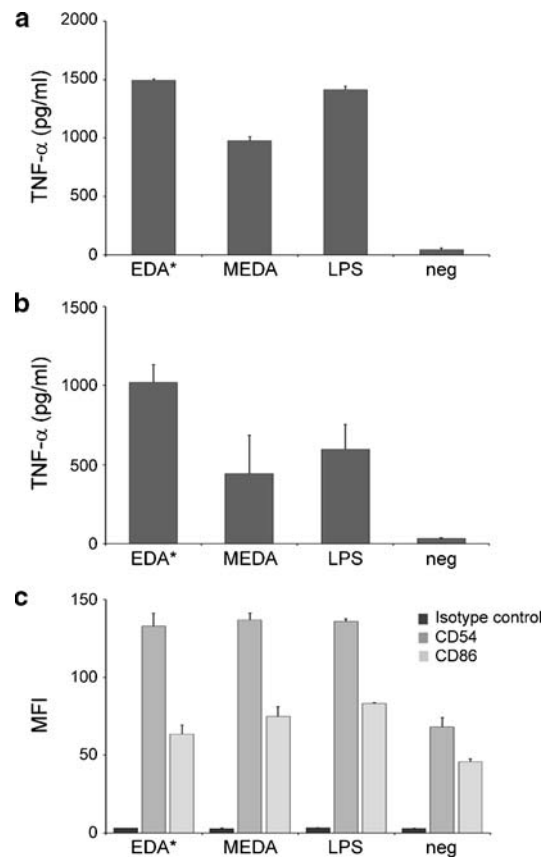 a
2000
1500
1000
500
0
TNF-α (pg/ml)
EDA* MEDA LPS neg
b
1500
1000
500
0
TNF-α (pg/ml)
EDA* MEDA LPS neg
c
150
100
50
0
MFI
Isotype control
CD54
CD86
EDA* MEDA LPS neg